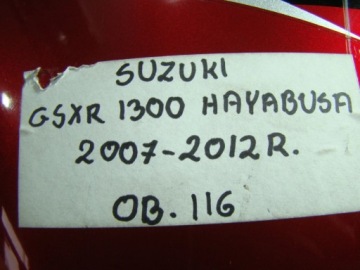 SUZUKI
GSXR 1300 HAYABUSA
2007-2012R.
OB. 116